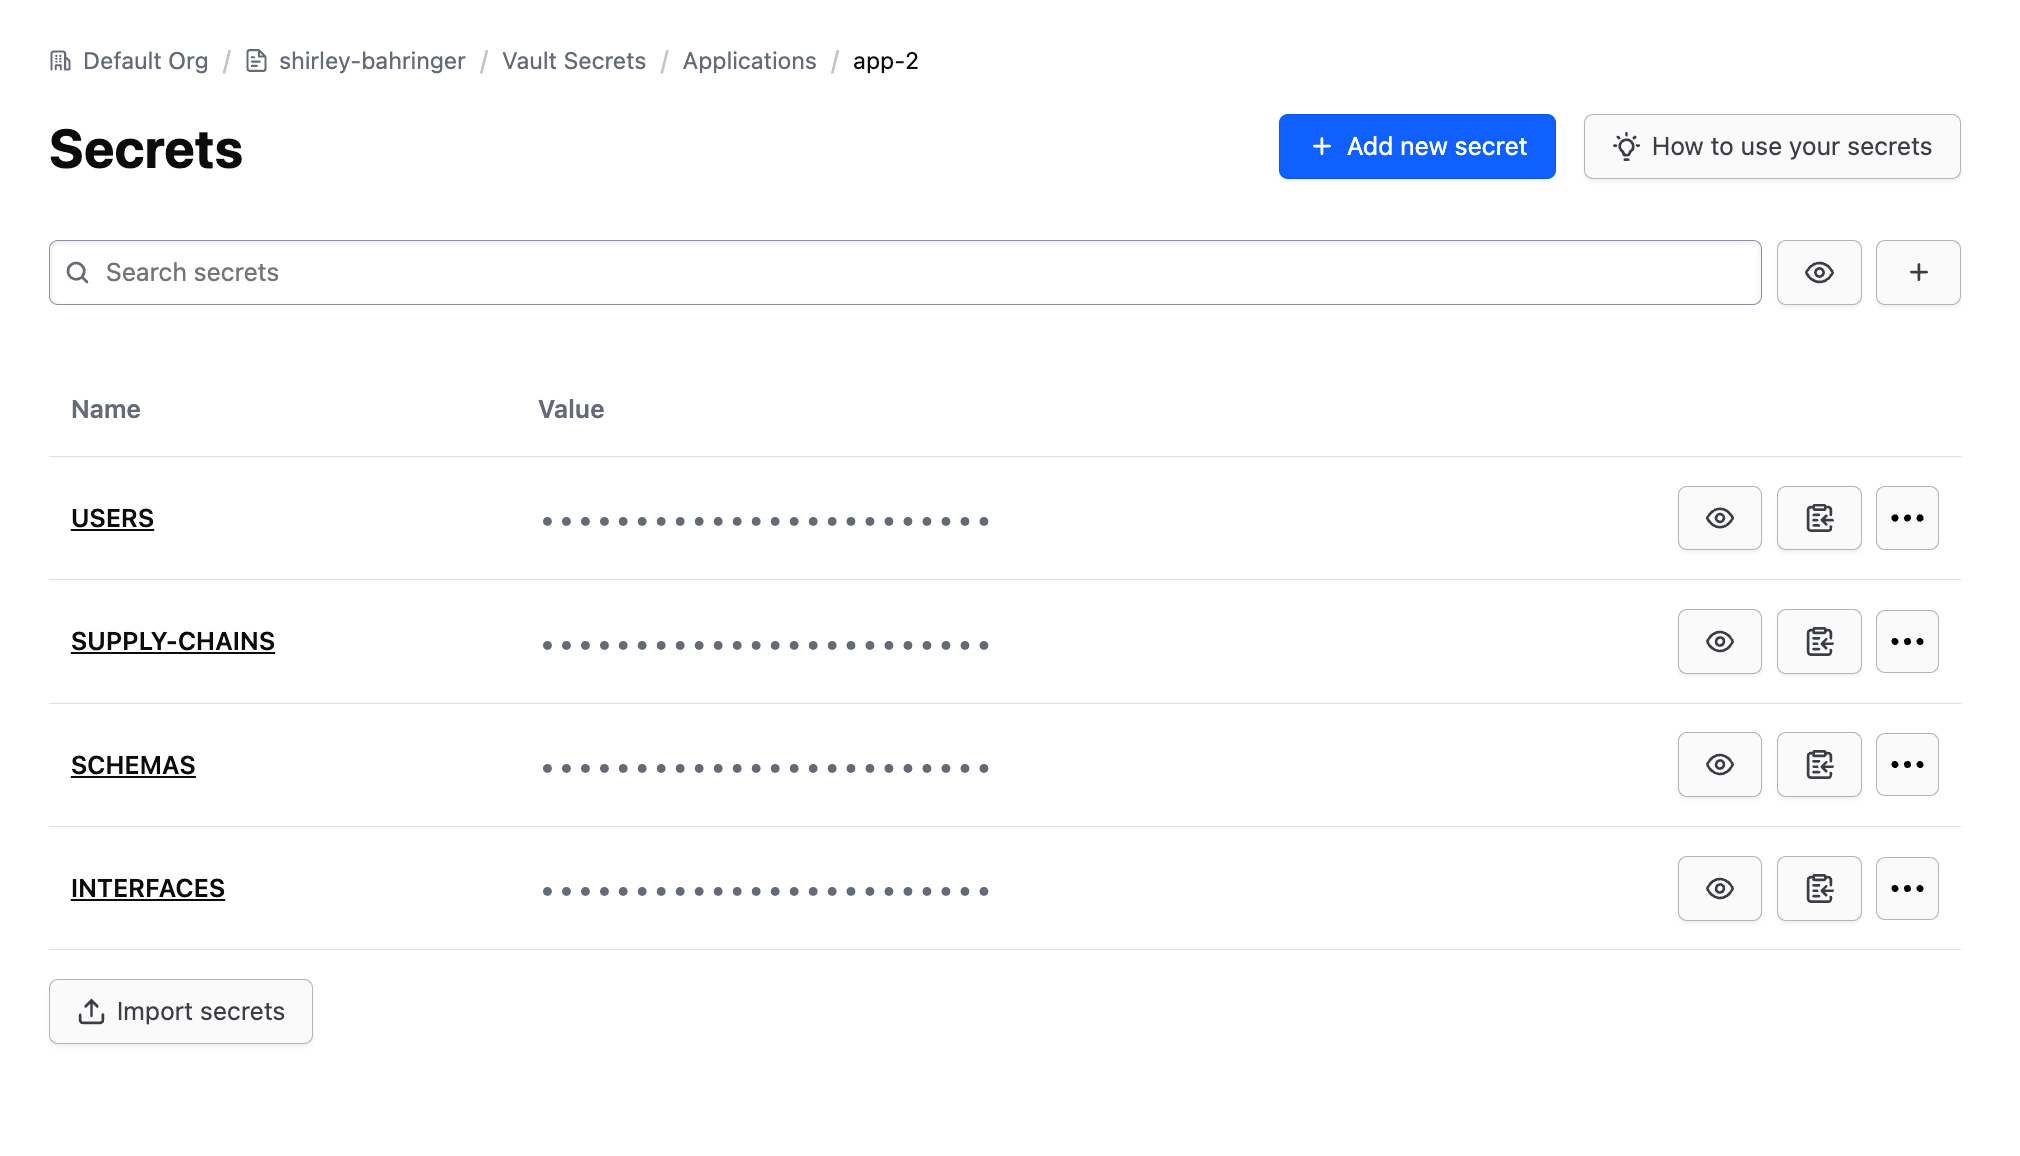 Default Org / shirley-bahringer / Vault Secrets / Applications / app-2
Secrets
Add new secret
How to use your secrets
Search secrets
Name Value
USERS ••••••••••••••••••••••••
SUPPLY-CHAINS ••••••••••••••••••••••••
SCHEMAS ••••••••••••••••••••••••
INTERFACES ••••••••••••••••••••••••
Import secrets